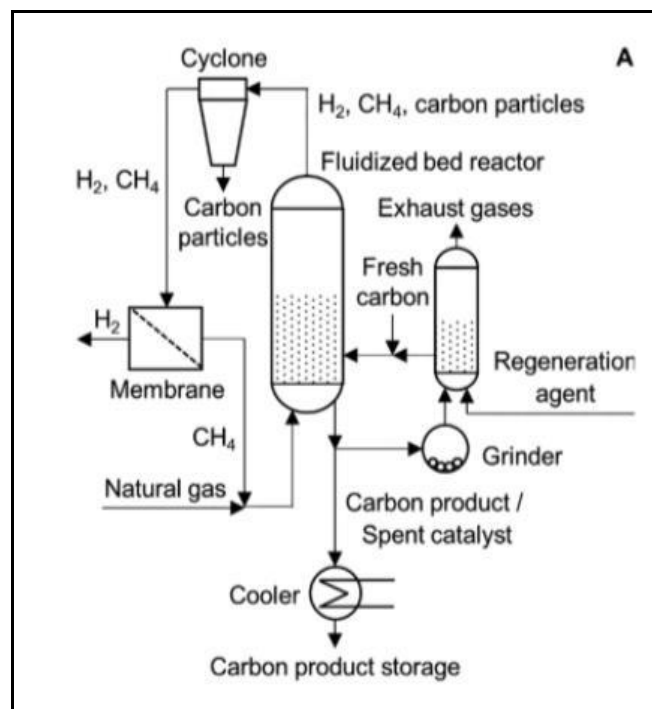 Cyclone
A
H₂, CH₄, carbon particles
Fluidized bed reactor
H₂, CH₄
Carbon
particles
Exhaust gases
Fresh
carbon
H₂
Membrane
Regeneration
agent
CH₄
Grinder
Natural gas
Carbon product /
Spent catalyst
Cooler
Carbon product storage